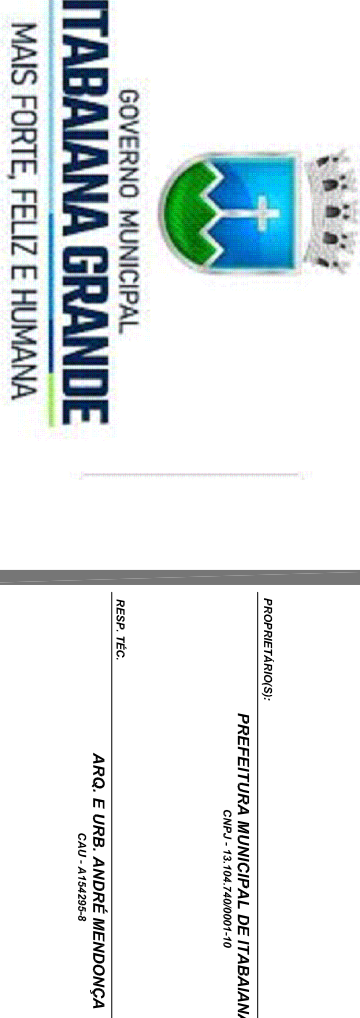 GOVERNO MUNICIPAL
ITABAIANA GRANDE
MAIS FORTE, FELIZ E HUMANA
PROPRIETÁRIO(S):
PREFEITURA MUNICIPAL DE ITABAIANA
CNPJ - 13.104.740/0001-10
RESP. TÉC.
ARQ. E URB. ANDRÉ MENDONÇA
CAU - A154295-8